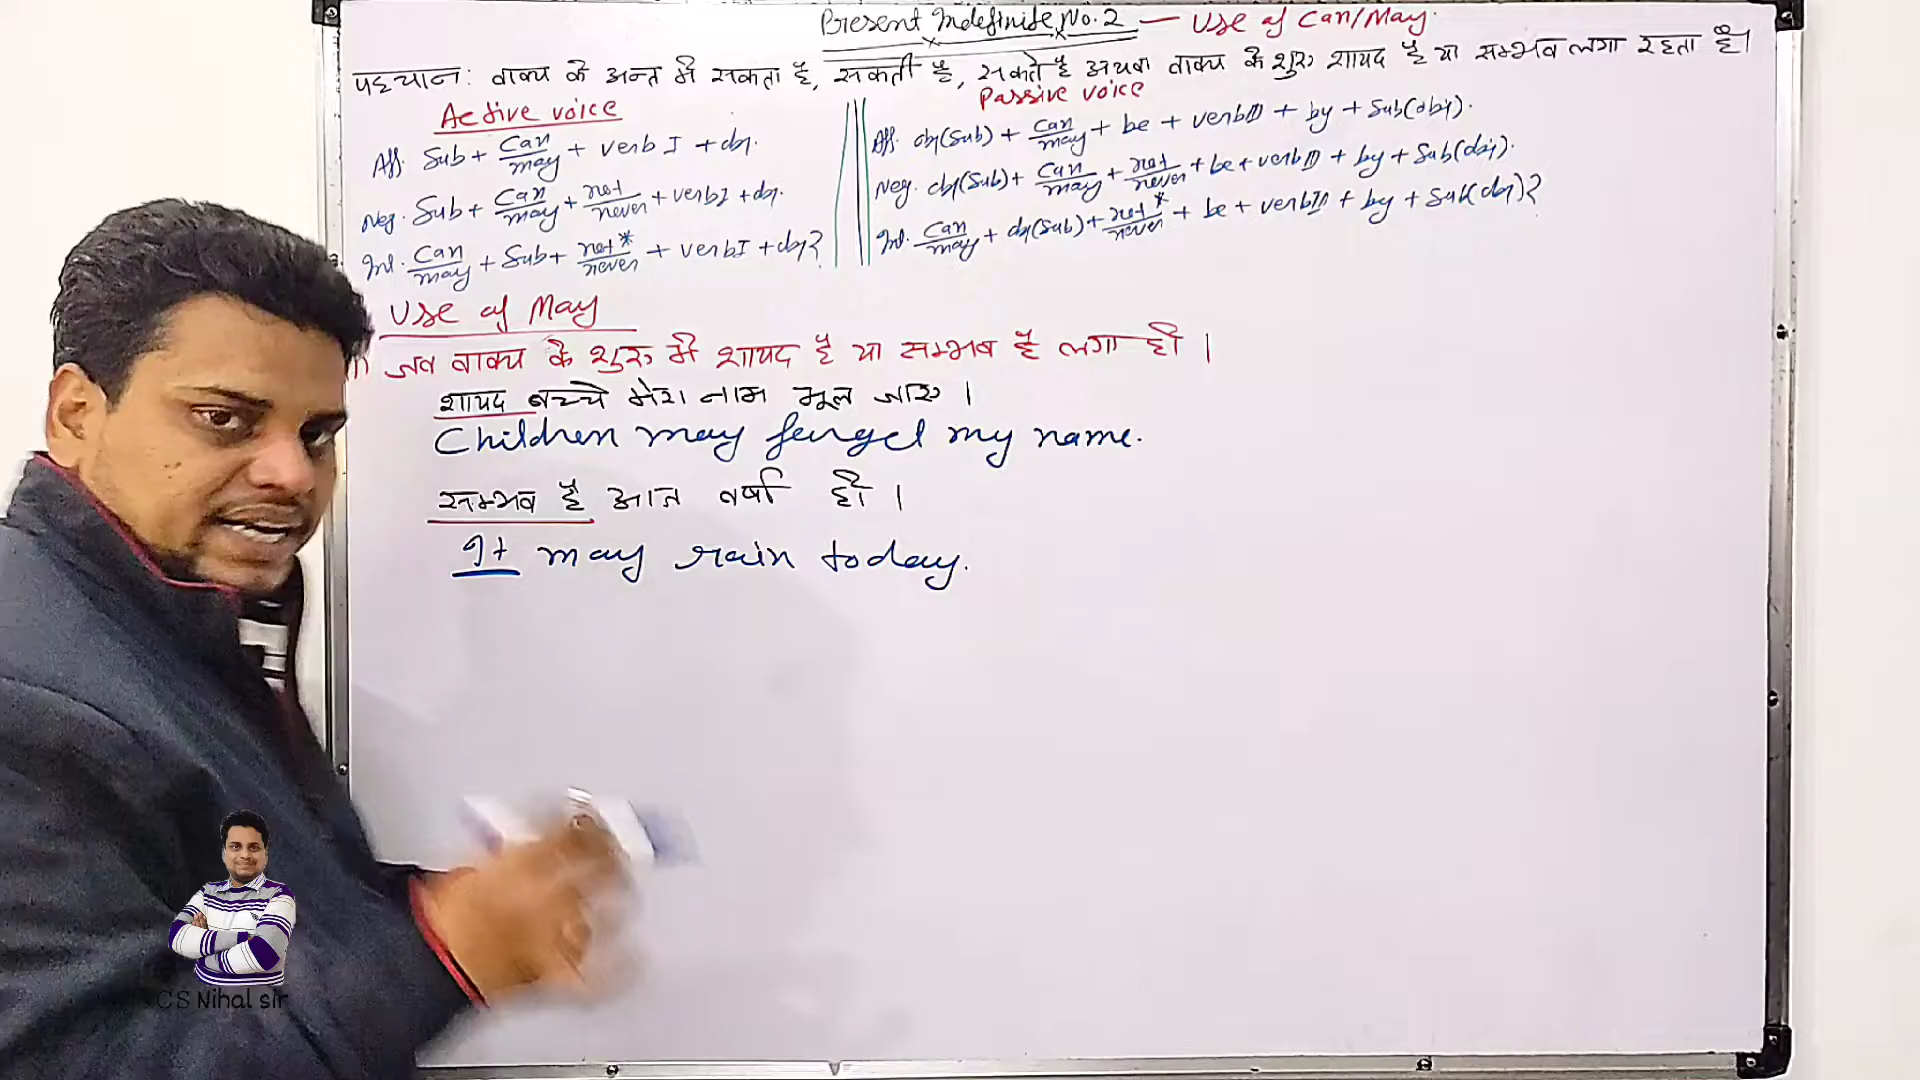 Present Indefinite No. 2 — Use of Can/May.
पहचान: वाक्य के अन्त में सकता है, सकती है, सकते है अथवा वाक्य के शुरु शायद है या सम्भव लगा रहता है।
Active voice
Aff. Sub + Can/may + verb I + obj.
Neg. Sub + Can/may + not/never + verb I + obj.
Int. Can/may + Sub + not*/never + verb I + obj?
Passive voice
Aff. obj(Sub) + Can/may + be + verb III + by + Sub(obj).
Neg. obj(Sub) + Can/may + not/never + be + verb III + by + Sub(obj).
Int. Can/may + obj(Sub) + not*/never + be + verb III + by + Sub(obj)?
Use of May
जब वाक्य के शुरु में शायद है या सम्भव है लगा हो।
शायद बच्चे मेरा नाम भूल जाए।
Children may forget my name.
सम्भव है आज वर्षा हो।
It may rain today.
CS Nihal sir